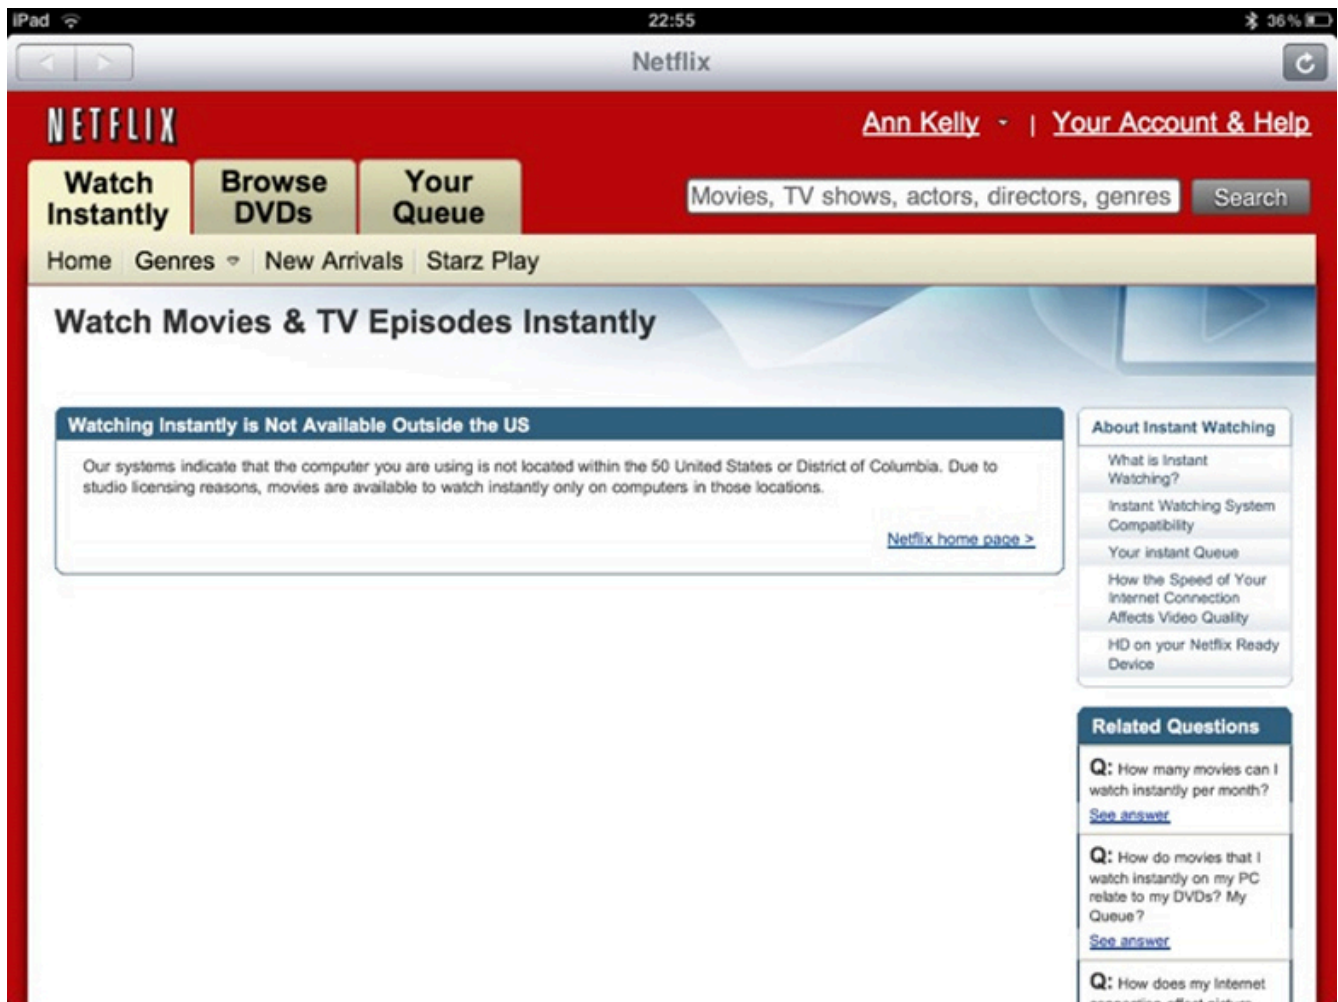 iPad 22:55 36%
Netflix
NETFLIX
Ann Kelly | Your Account & Help
Watch Instantly
Browse DVDs
Your Queue
Movies, TV shows, actors, directors, genres Search
Home Genres New Arrivals Starz Play
Watch Movies & TV Episodes Instantly
Watching Instantly is Not Available Outside the US
Our systems indicate that the computer you are using is not located within the 50 United States or District of Columbia. Due to
studio licensing reasons, movies are available to watch instantly only on computers in those locations.
Netflix home page >
About Instant Watching
What is Instant
Watching?
Instant Watching System
Compatibility
Your instant Queue
How the Speed of Your
Internet Connection
Affects Video Quality
HD on your Netflix Ready
Device
Related Questions
Q: How many movies can I
watch instantly per month?
See answer
Q: How do movies that I
watch instantly on my PC
relate to my DVDs? My
Queue?
See answer
Q: How does my Internet